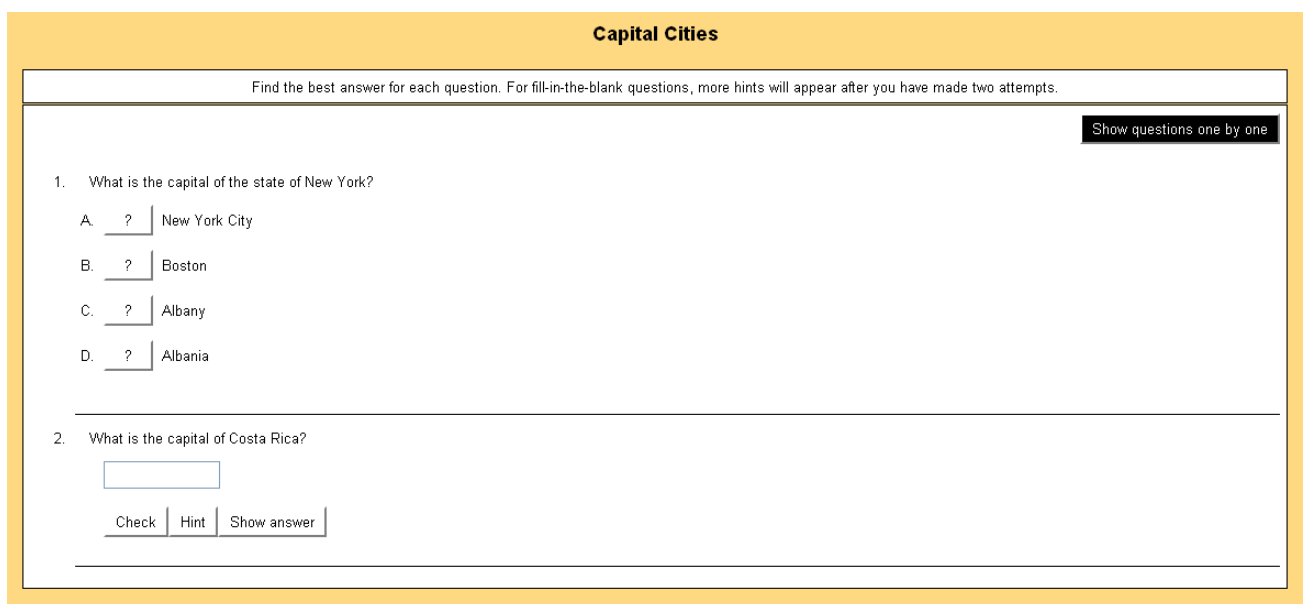 Capital Cities
Find the best answer for each question. For fill-in-the-blank questions, more hints will appear after you have made two attempts.
Show questions one by one
1. What is the capital of the state of New York?
A. ? New York City
B. ? Boston
C. ? Albany
D. ? Albania
2. What is the capital of Costa Rica?
Check Hint Show answer